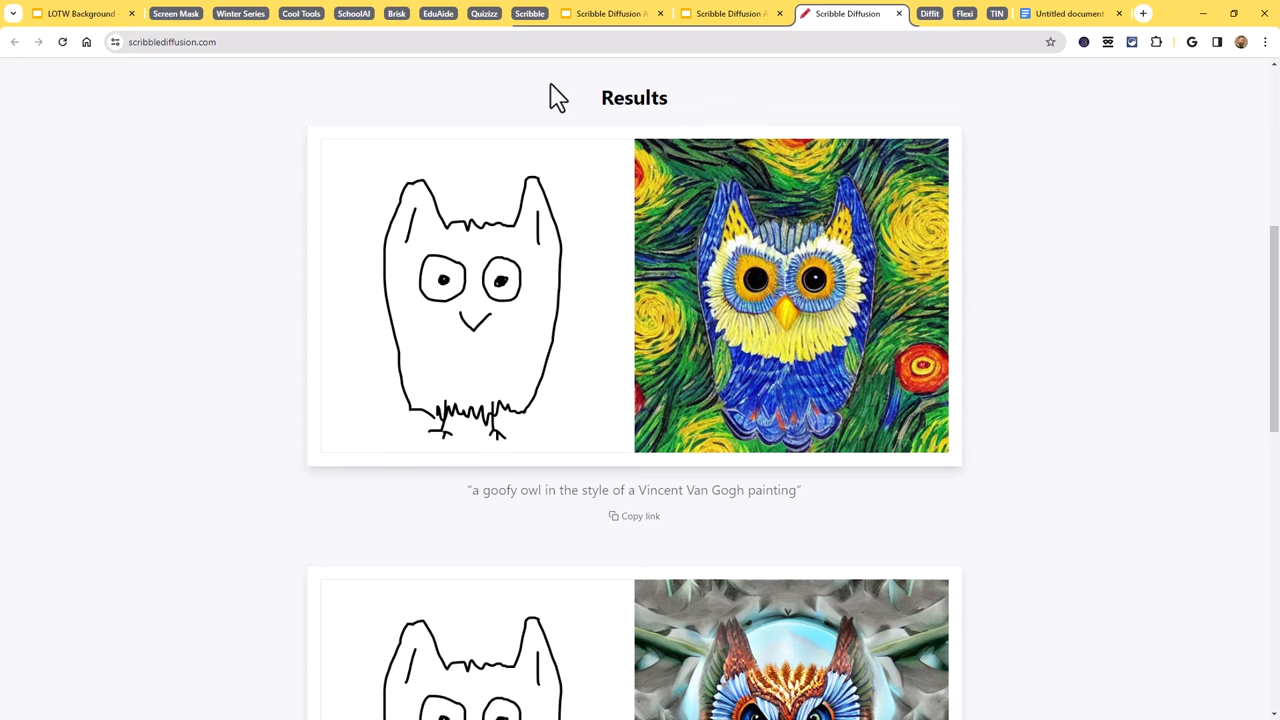 LOTW Background
Screen Mask
Winter Series
Cool Tools
SchoolAI
Brisk
EduAide
Quizizz
Scribble
Scribble Diffusion A
Scribble Diffusion A
Scribble Diffusion
Diffit
Flexi
TIN
Untitled document
scribblediffusion.com
Results
"a goofy owl in the style of a Vincent Van Gogh painting"
Copy link